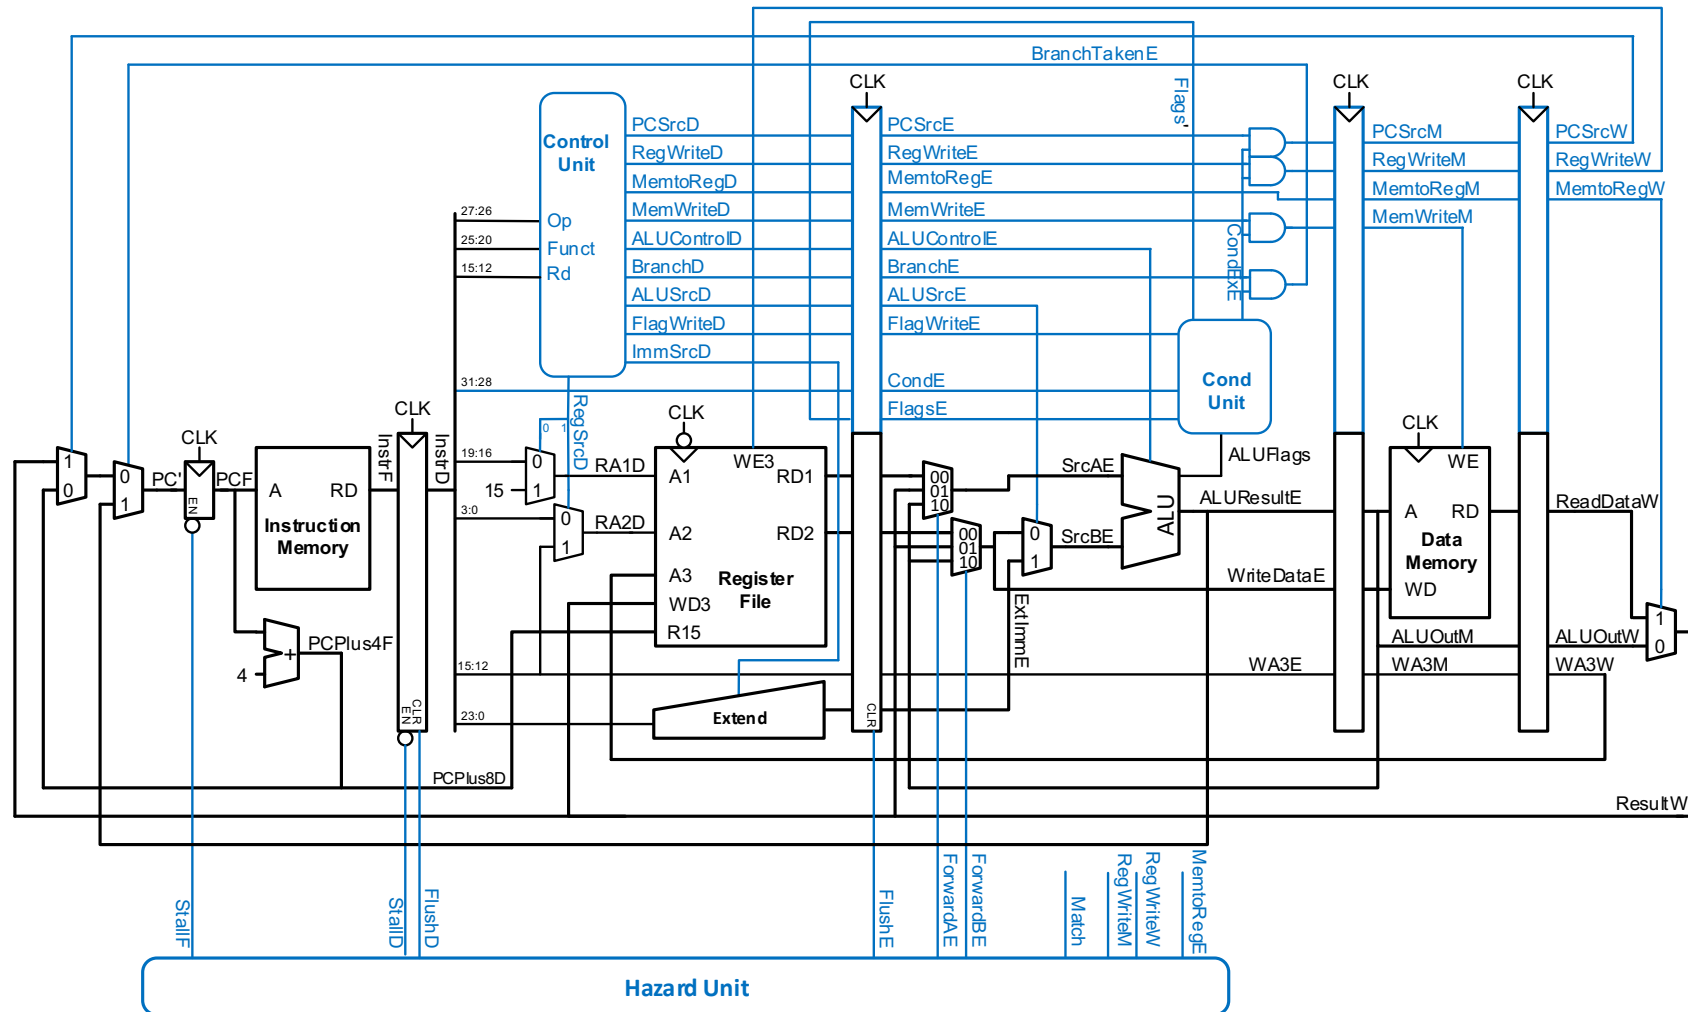 BranchTakenE
CLK
CLK
CLK
Flags'
Control
Unit
PCSrcD
PCSrcE
PCSrcM
PCSrcW
RegWriteD
RegWriteE
RegWriteM
RegWriteW
MemtoRegD
MemtoRegE
MemtoRegM
MemtoRegW
27:26
Op
MemWriteD
MemWriteE
MemWriteM
25:20
Funct
ALUControlD
ALUControlE
CondExE
15:12
Rd
BranchD
BranchE
ALUSrcD
ALUSrcE
FlagWriteD
FlagWriteE
ImmSrcD
31:28
CondE
Cond
Unit
FlagsE
RegSrcD
0 1
CLK
CLK
CLK
CLK
InstrF
InstrD
ALUFlags
1
0
0
1
PC'
PCF
EN
A
RD
Instruction
Memory
19:16
0
15
1
RA1D
A1
WE3
RD1
00
01
10
SrcAE
ALU
ALUResultE
A
RD
WE
Data
Memory
WD
ReadDataW
3:0
0
1
RA2D
A2
RD2
00
01
10
0
1
SrcBE
A3
Register
File
WD3
R15
WriteDataE
ExtImmE
PCPlus4F
+
4
ALUOutM
ALUOutW
1
0
15:12
WA3E
WA3M
WA3W
CLR
EN
23:0
Extend
CLR
PCPlus8D
ResultW
StallF
StallD
FlushD
FlushE
ForwardAE
ForwardBE
Match
RegWriteM
RegWriteW
MemtoRegE
Hazard Unit